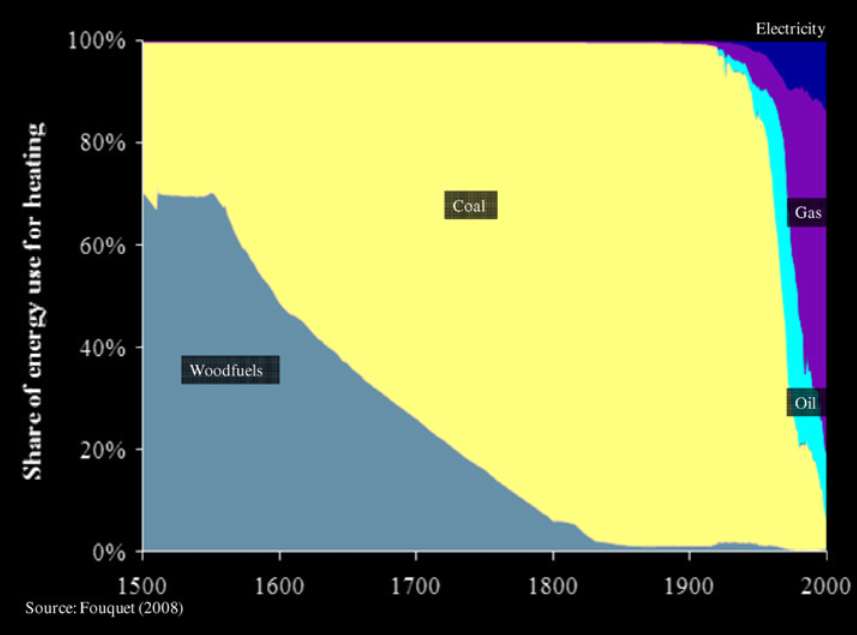 Electricity
100%
80%
60%
40%
20%
0%
Share of energy use for heating
Coal
Gas
Woodfuels
Oil
1500 1600 1700 1800 1900 2000
Source: Fouquet (2008)